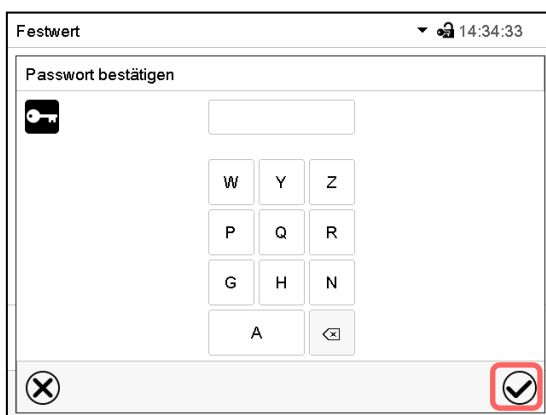 Festwert 14:34:33
Passwort bestätigen
W Y Z
P Q R
G H N
A